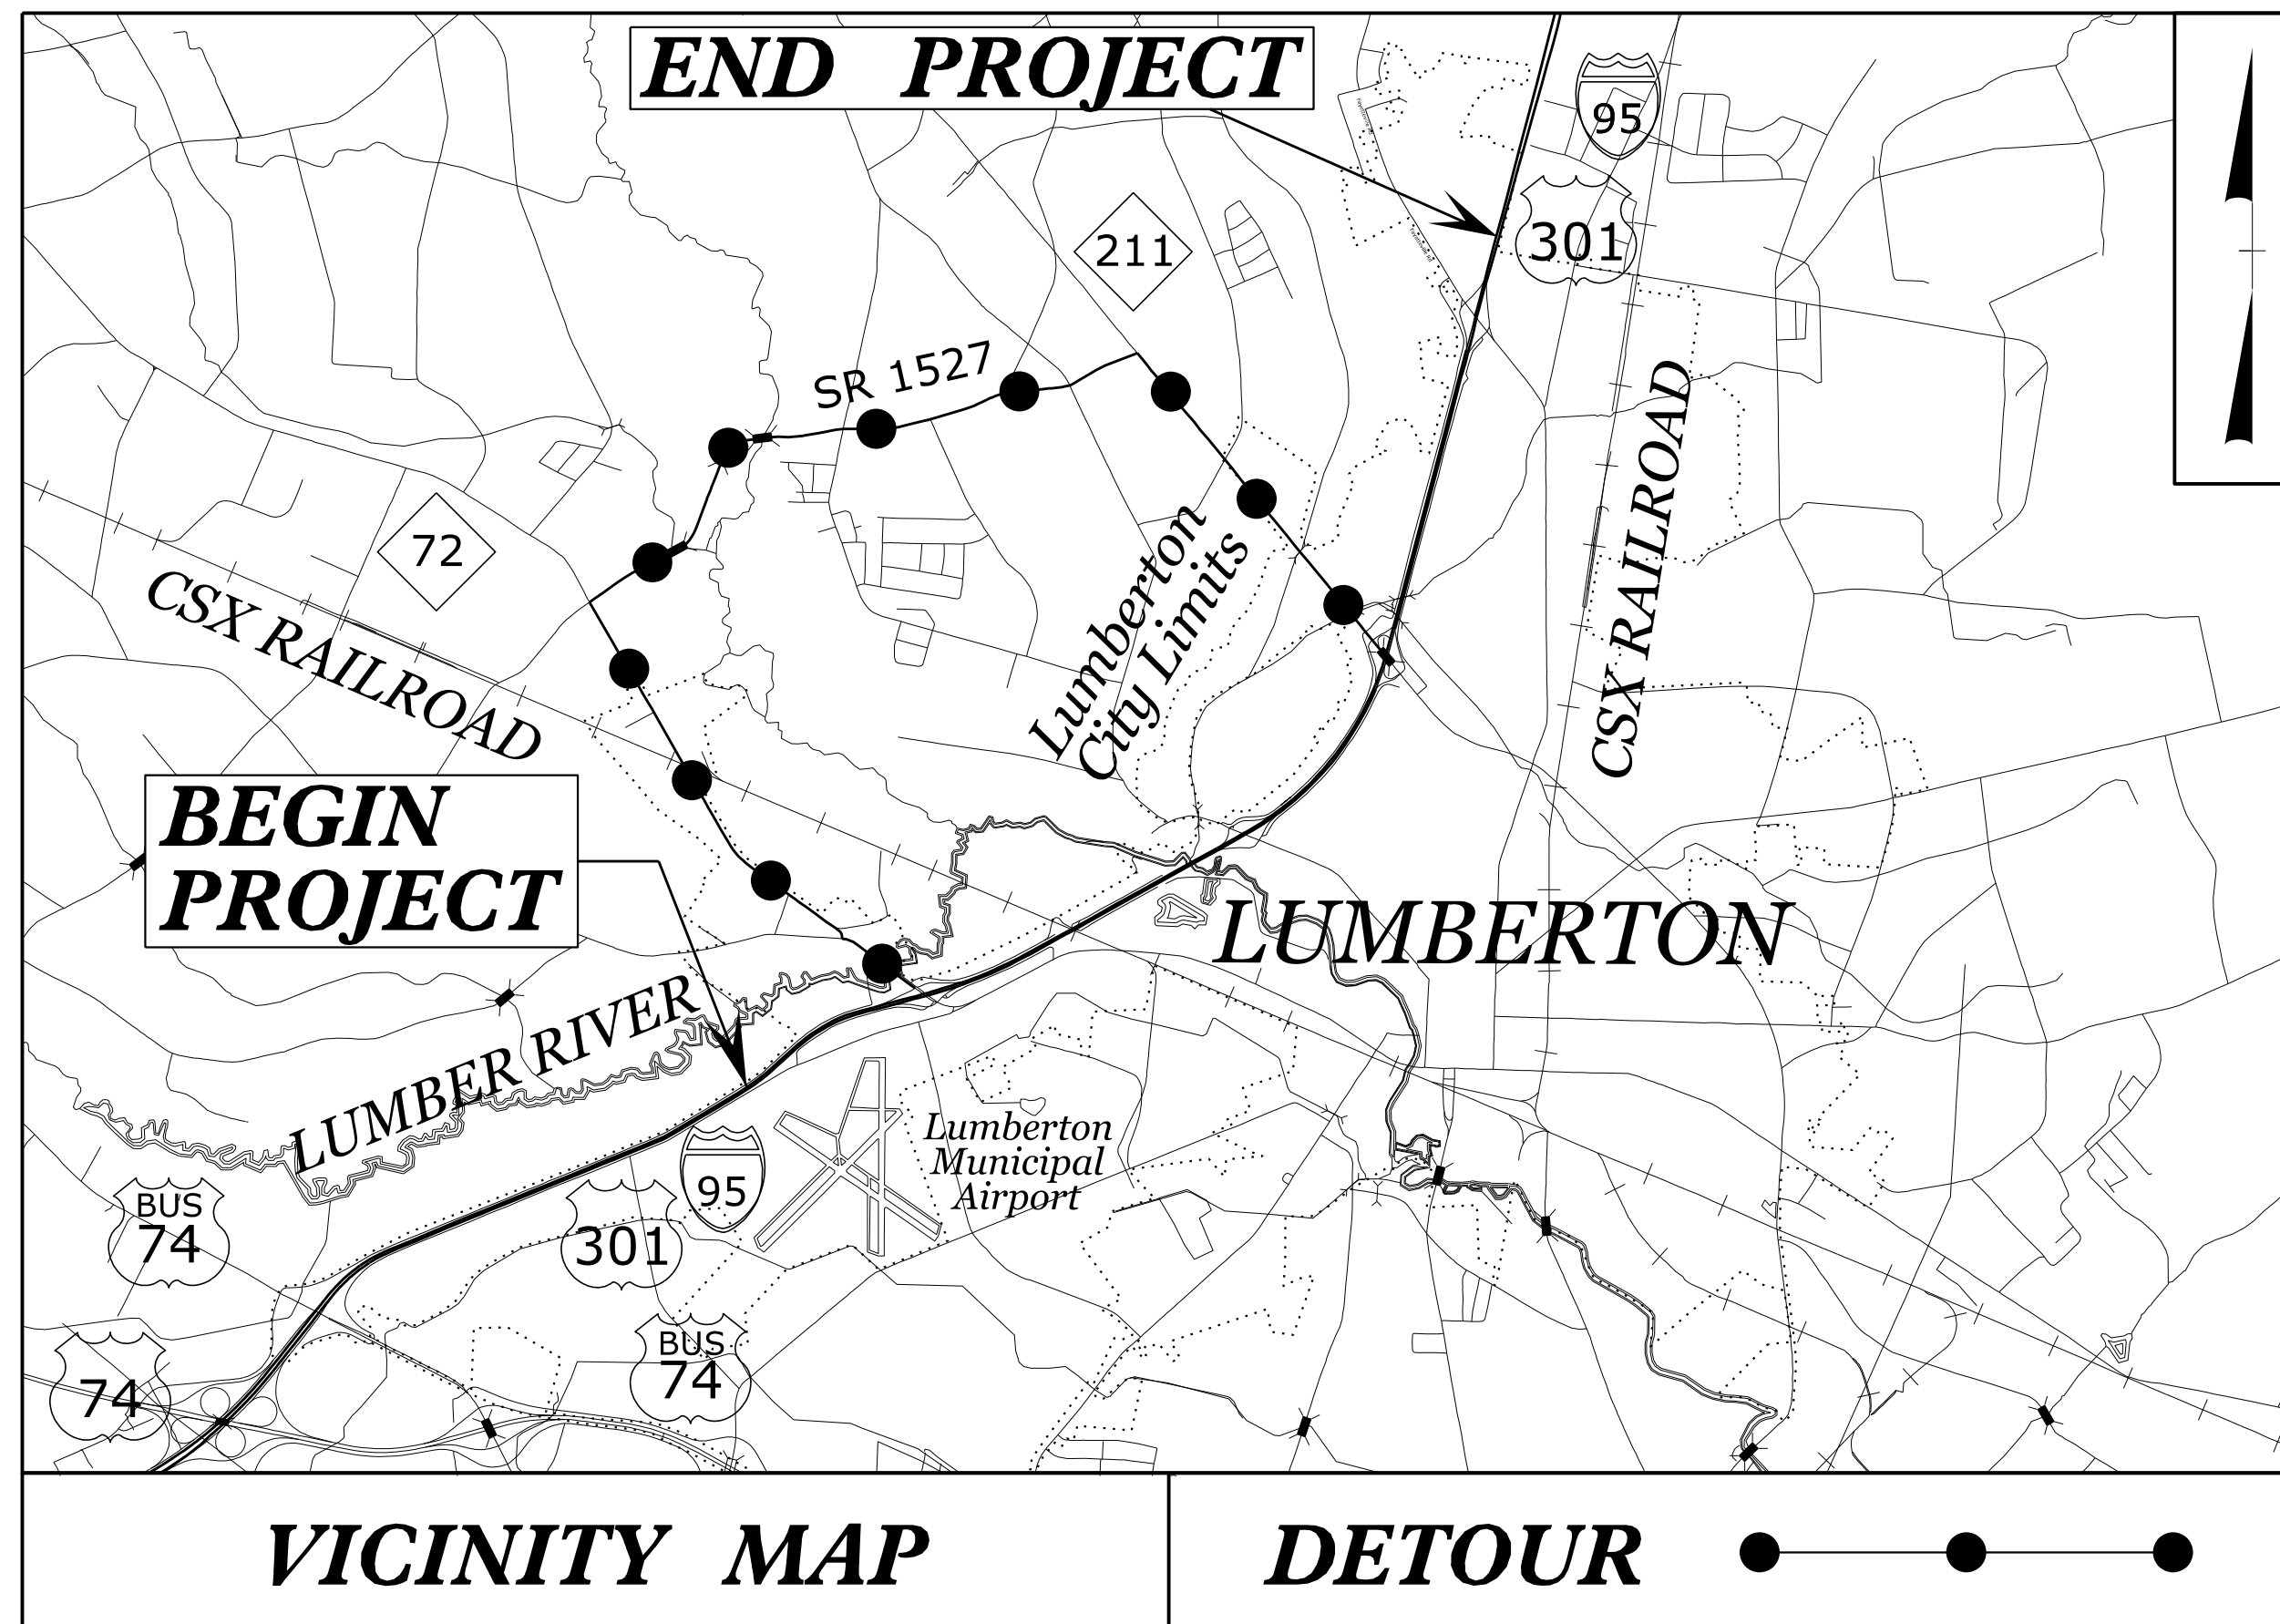 END PROJECT
95
301
211
SR 1527
72
CSX RAILROAD
CSX RAILROAD
Lumberton
City Limits
BEGIN
PROJECT
LUMBERTON
LUMBER RIVER
Lumberton
Municipal
Airport
95
301
BUS
74
BUS
74
74
VICINITY MAP
DETOUR